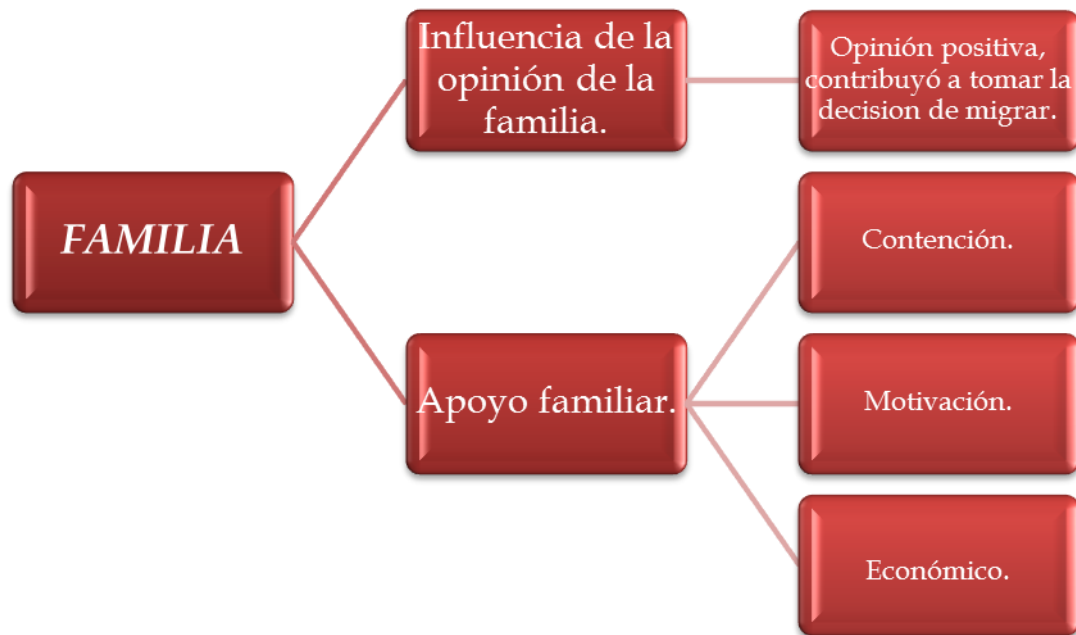 FAMILIA
Influencia de la
opinión de la
familia.
Opinión positiva,
contribuyó a tomar la
decision de migrar.
Apoyo familiar.
Contención.
Motivación.
Económico.